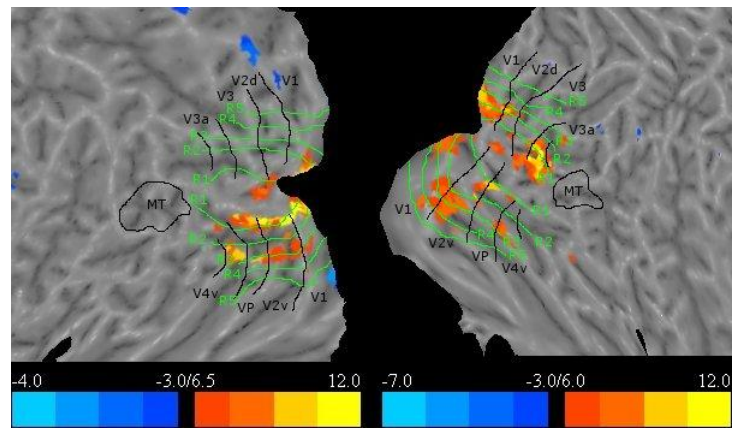 V1
V2d
V3
V3a
R5
R4
R3
R2
R1
MT
R1
R2
R4
R5
V4v
VP
V2v
V1
V1
V2d
V3
R5
V3a
R2
R1
MT
V1
V2v
VP
V4v
R4
R3
R2
-4.0 -3.0/6.5 12.0
-7.0 -3.0/6.0 12.0